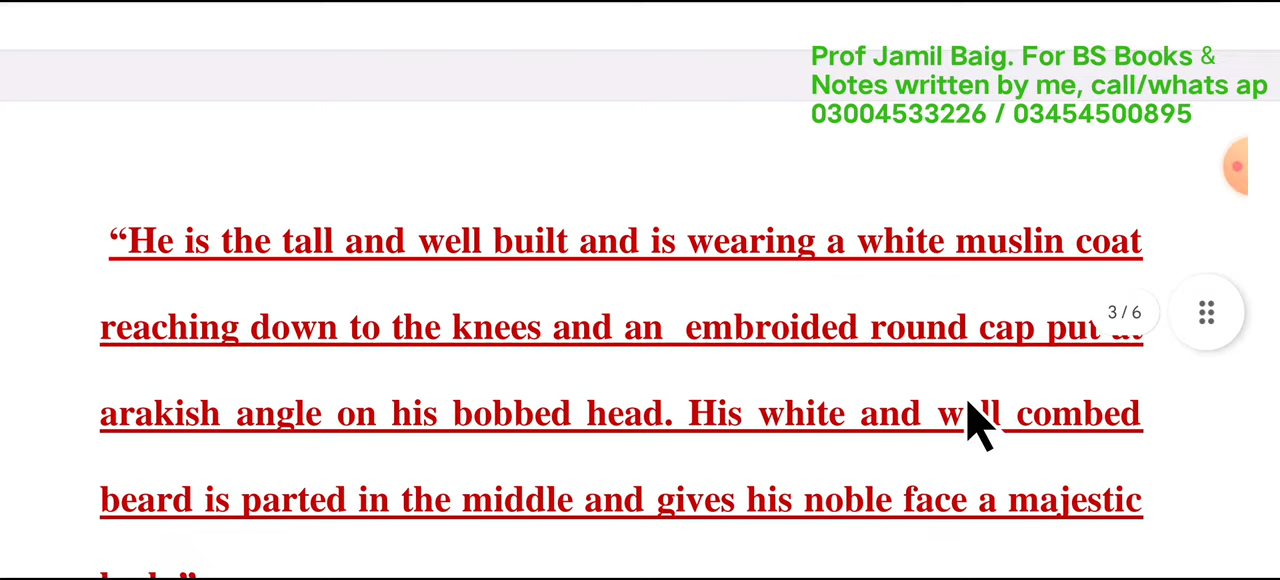 Prof Jamil Baig. For BS Books &
Notes written by me, call/whats ap
03004533226 / 03454500895
“He is the tall and well built and is wearing a white muslin coat
3 / 6
reaching down to the knees and an embroided round cap put
arakish angle on his bobbed head. His white and well combed
beard is parted in the middle and gives his noble face a majestic